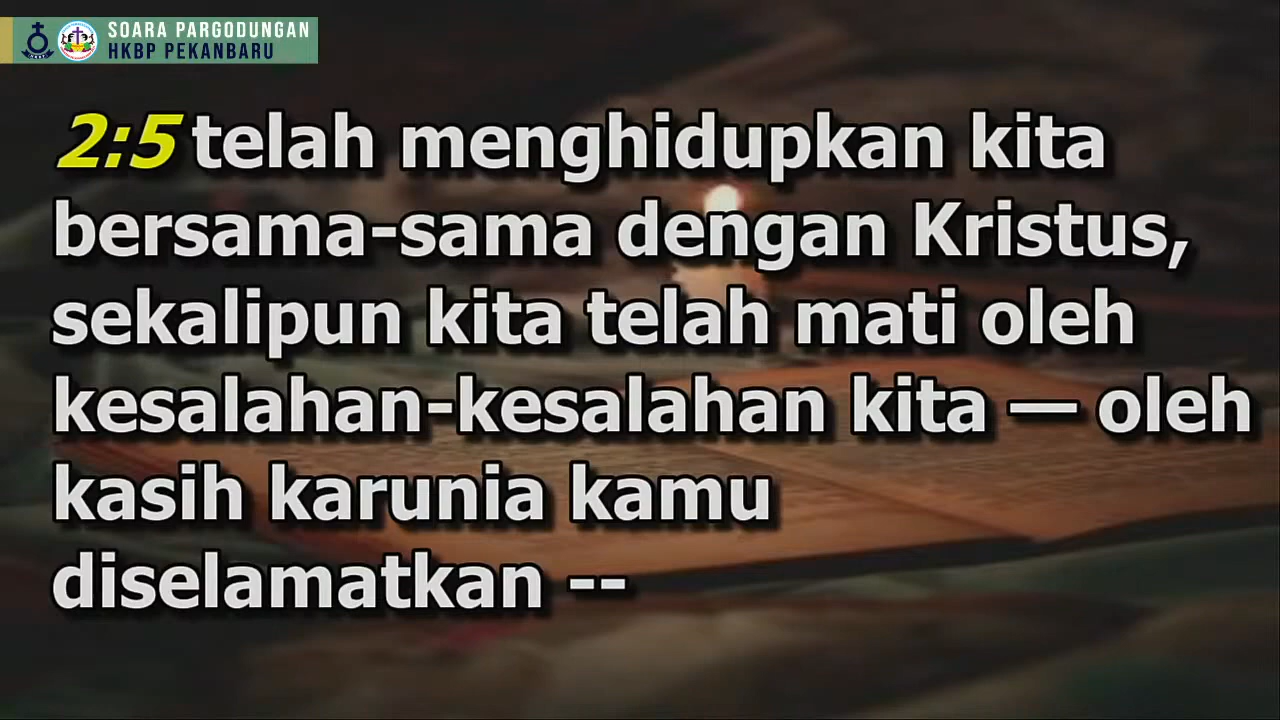 SOARA PARGODUNGAN
HKBP PEKANBARU
2:5 telah menghidupkan kita
bersama-sama dengan Kristus,
sekalipun kita telah mati oleh
kesalahan-kesalahan kita — oleh
kasih karunia kamu
diselamatkan --